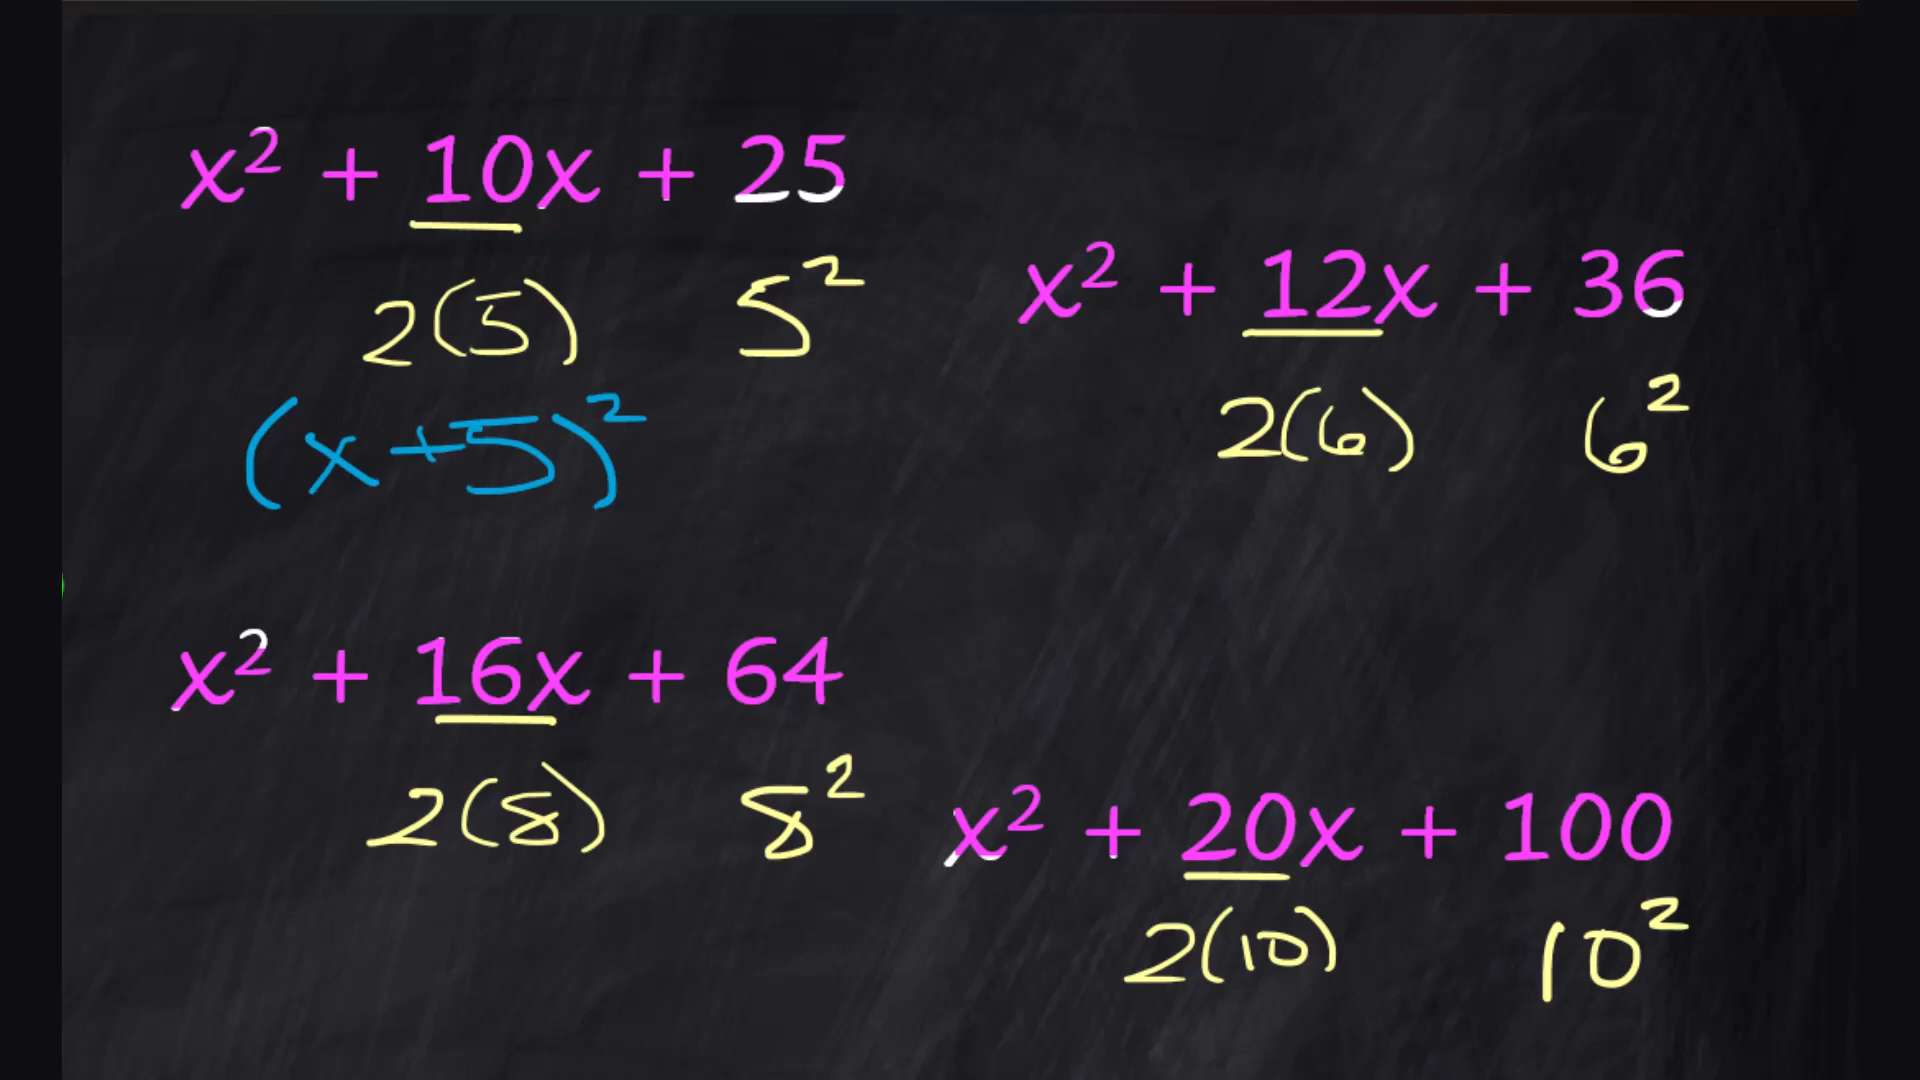 x² + 10x + 25
2(5) 5²
(x+5)²
x² + 12x + 36
2(6) 6²
x² + 16x + 64
2(8) 8²
x² + 20x + 100
2(10) 10²